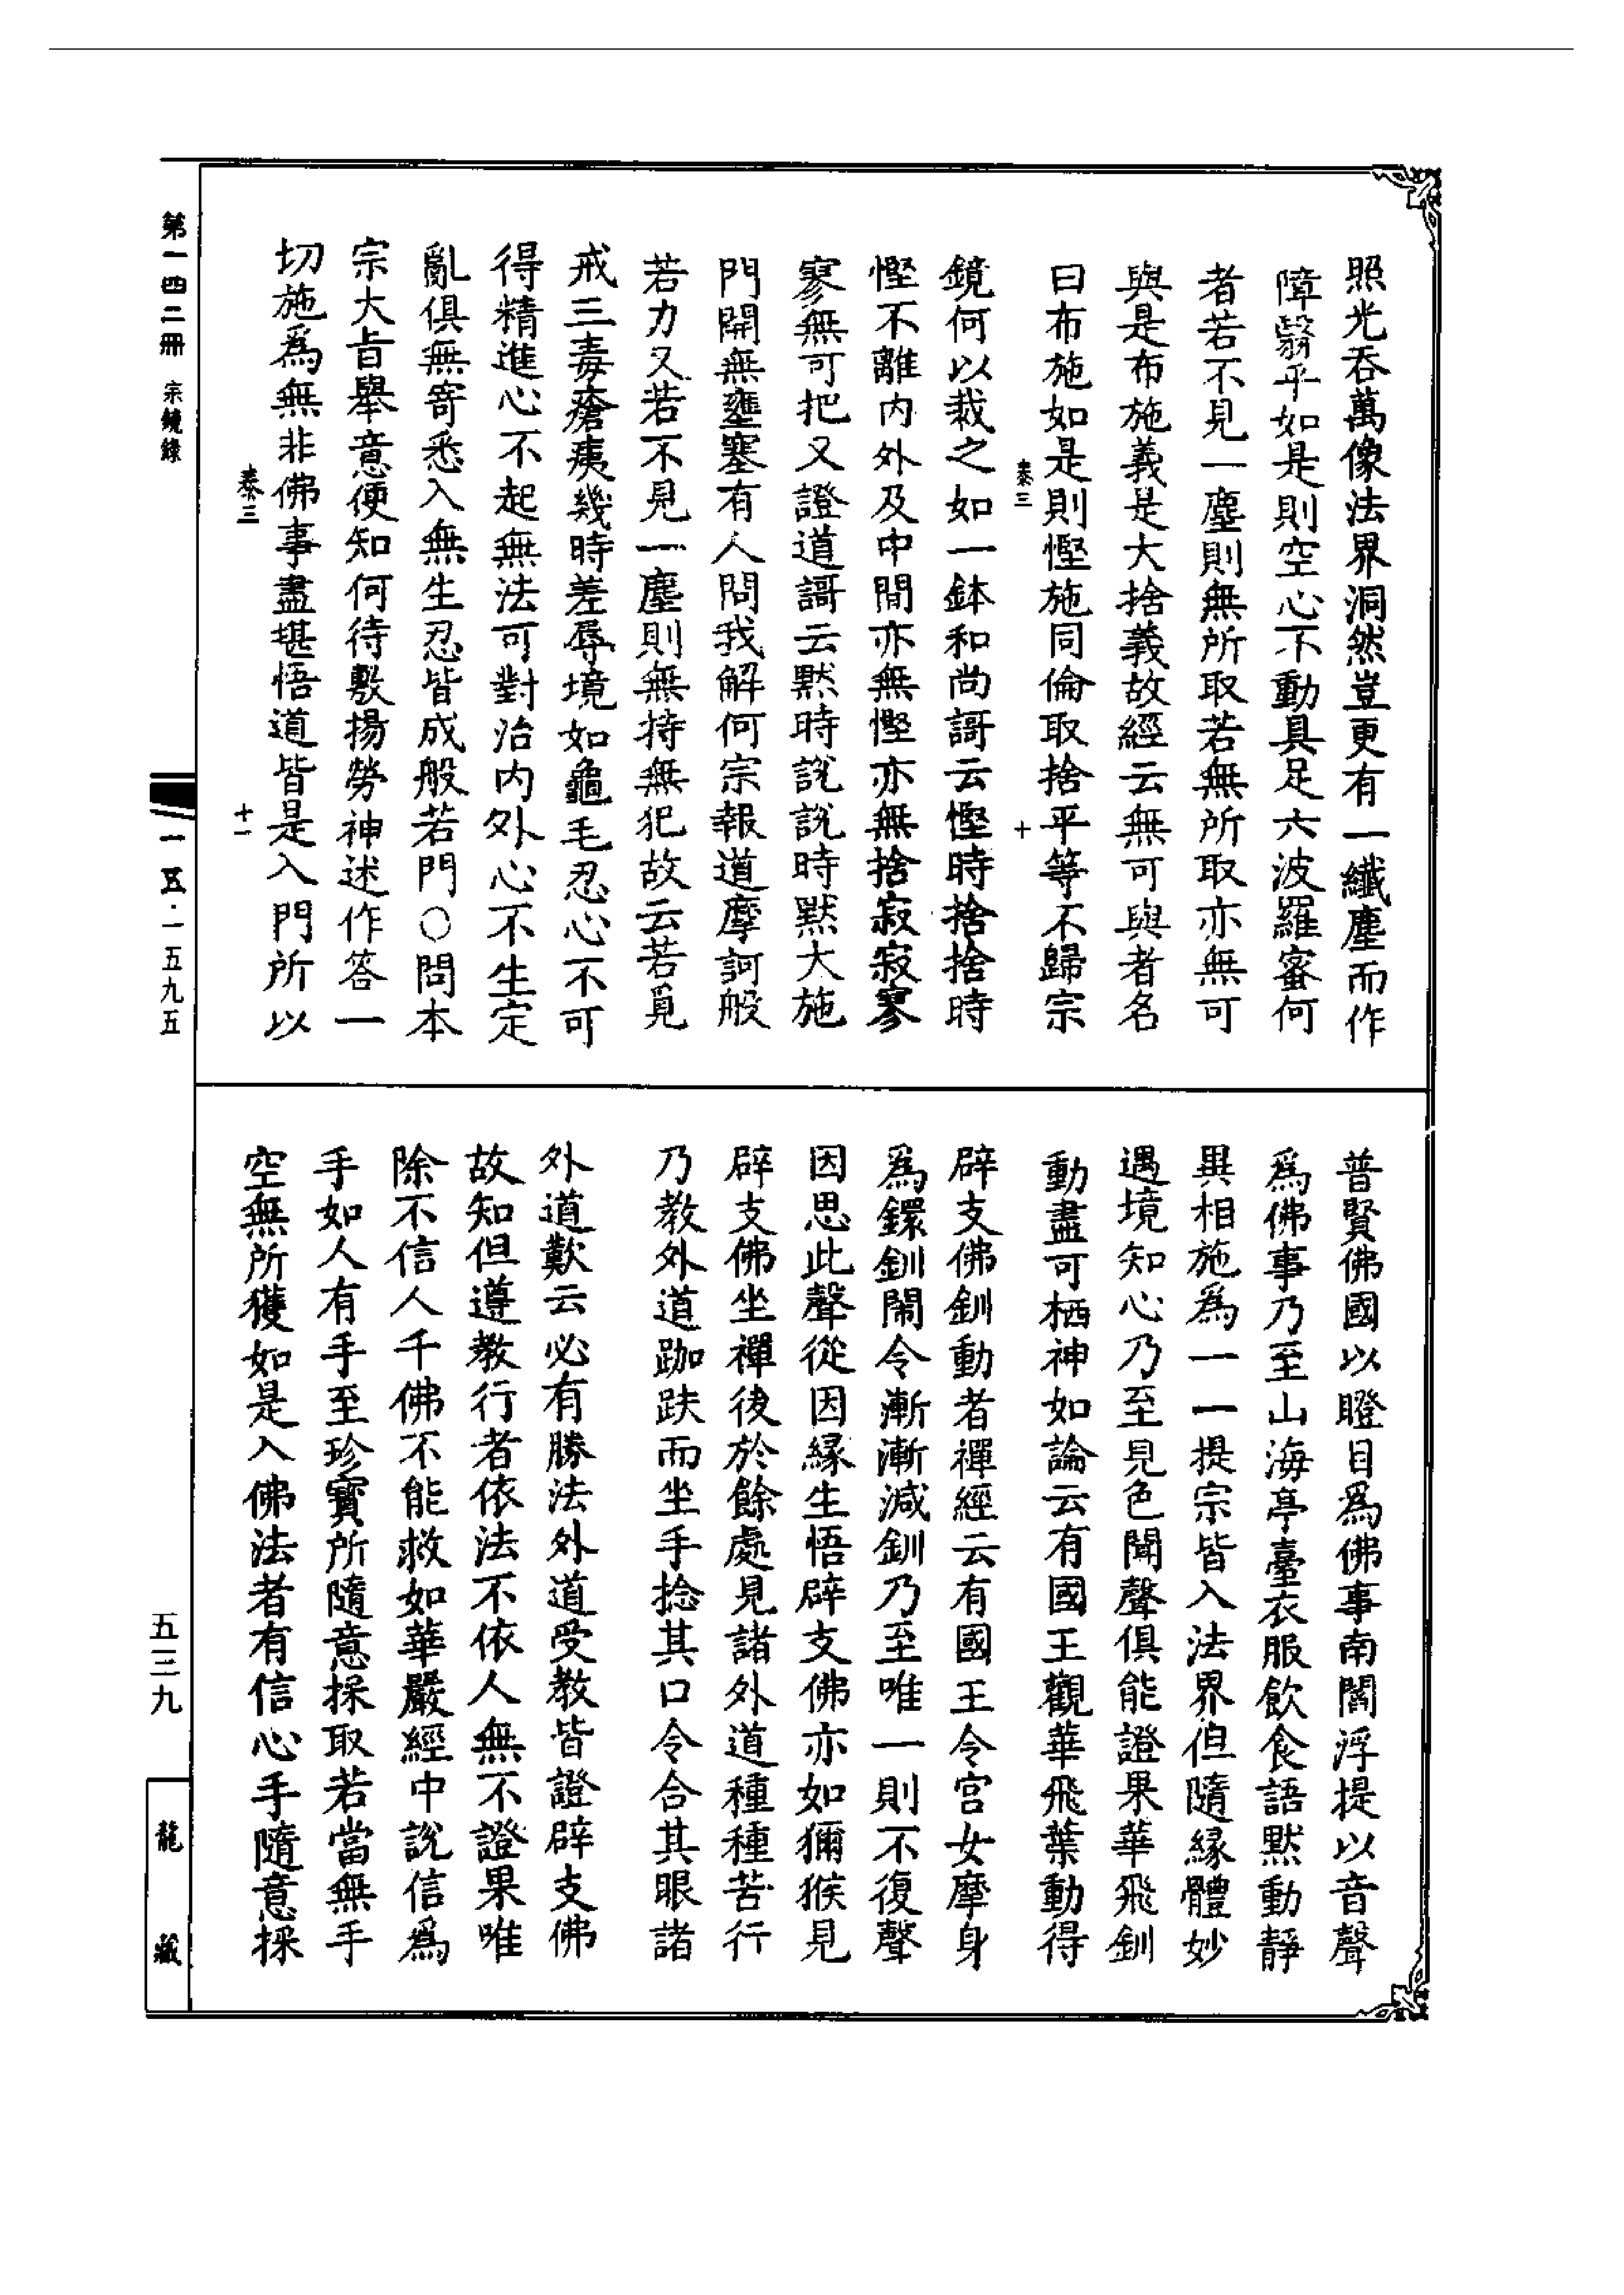 照光吞萬像法界洞然豈更有一纖塵而作
障翳乎如是則空心不動具足六波羅蜜何
者若不見一塵則無所取若無所取亦無可
與是布施義是大捨義故經云無可與者名
曰布施如是則慳施同倫取捨平等不歸宗
秦三
十
鏡何以裁之如一鉢和尚謌云慳時捨捨時
慳不離內外及中間亦無慳亦無捨寂寂寥
寥無可把又證道謌云默時說說時默大施
門開無壅塞有人問我解何宗報道摩訶般
若力又若不見一塵則無持無犯故云若覓
戒三毒瘡痍幾時差辱境如龜毛忍心不可
得精進心不起無法可對治內外心不生定
亂俱無寄悉入無生忍皆成般若門○問本
宗大旨舉意便知何待敷揚勞神述作答一
切施爲無非佛事盡堪悟道皆是入門所以
秦三
十一
普賢佛國以瞪目爲佛事南閻浮提以音聲
爲佛事乃至山海亭臺衣服飲食語默動靜
異相施爲一一提宗皆入法界但隨緣體妙
遇境知心乃至見色聞聲俱能證果華飛釧
動盡可栖神如論云有國王觀華飛葉動得
辟支佛釧動者禪經云有國王令宮女摩身
爲鐶釧鬧令漸漸減釧乃至唯一則不復聲
因思此聲從因緣生悟辟支佛亦如獼猴見
辟支佛坐禪後於餘處見諸外道種種苦行
乃教外道跏趺而坐手捻其口令合其眼諸
外道歎云必有勝法外道受教皆證辟支佛
故知但遵教行者依法不依人無不證果唯
除不信人千佛不能救如華嚴經中說信爲
手如人有手至珍寶所隨意採取若當無手
空無所獲如是入佛法者有信心手隨意採
第一四二冊 宗鏡錄
一五·一五九五
五三九
龍藏